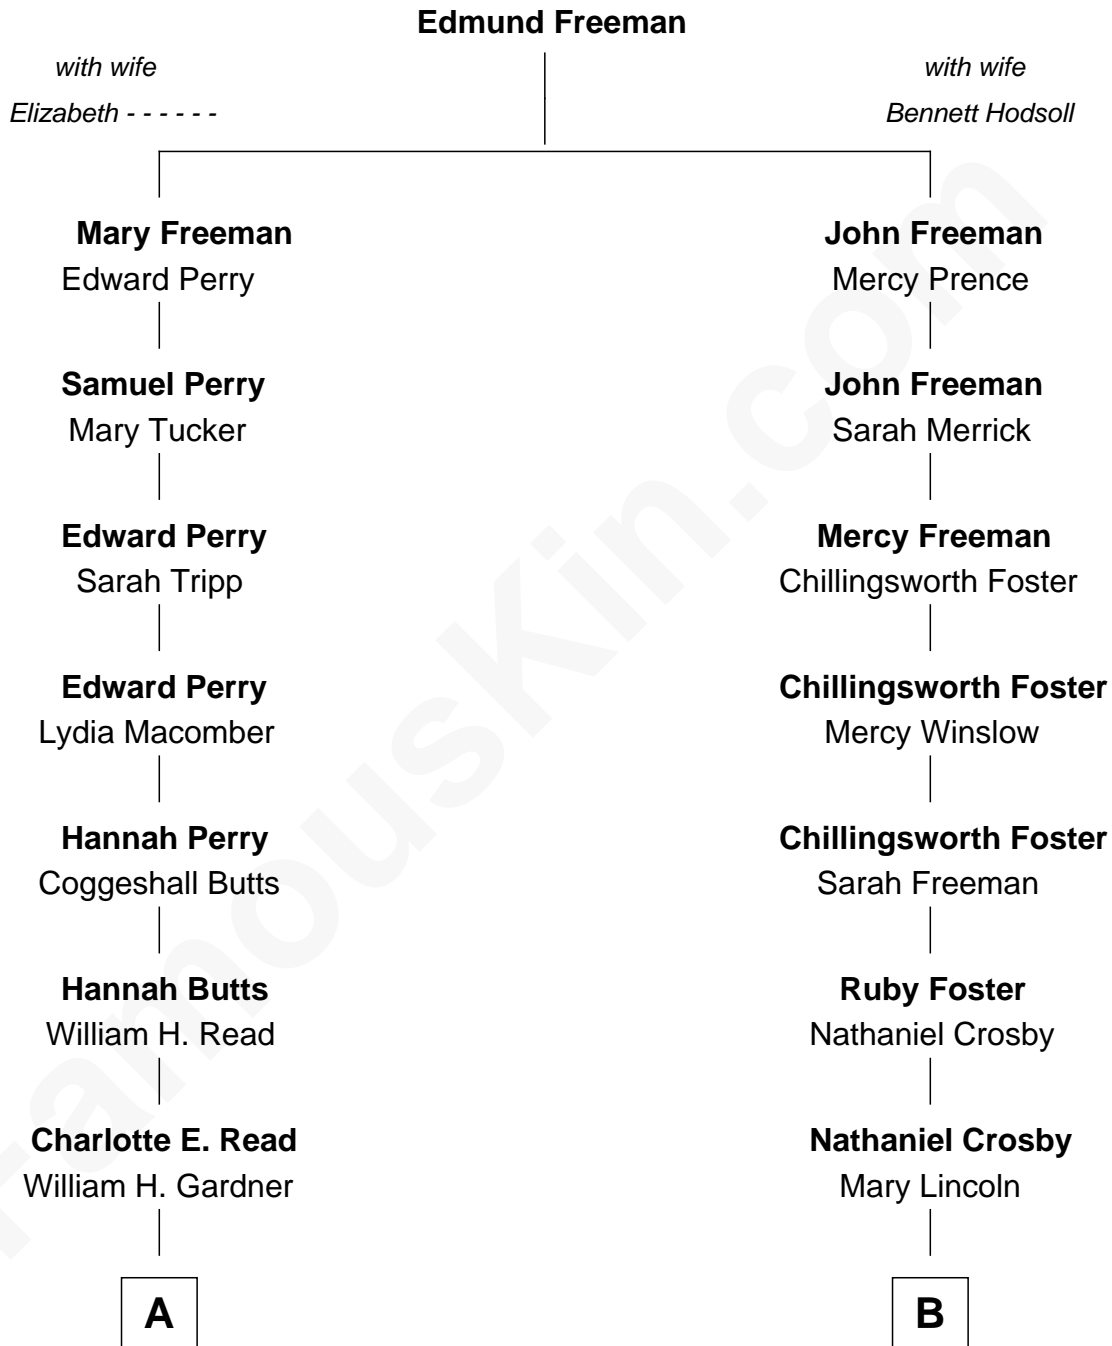 Edmund Freeman
with wife
Elizabeth - - - - - -
with wife
Bennett Hodsoll
Mary Freeman
Edward Perry
John Freeman
Mercy Prence
Samuel Perry
Mary Tucker
John Freeman
Sarah Merrick
Edward Perry
Sarah Tripp
Mercy Freeman
Chillingsworth Foster
Edward Perry
Lydia Macomber
Chillingsworth Foster
Mercy Winslow
Hannah Perry
Coggeshall Butts
Chillingsworth Foster
Sarah Freeman
Hannah Butts
William H. Read
Ruby Foster
Nathaniel Crosby
Charlotte E. Read
William H. Gardner
Nathaniel Crosby
Mary Lincoln
A
B
FamousKin.com